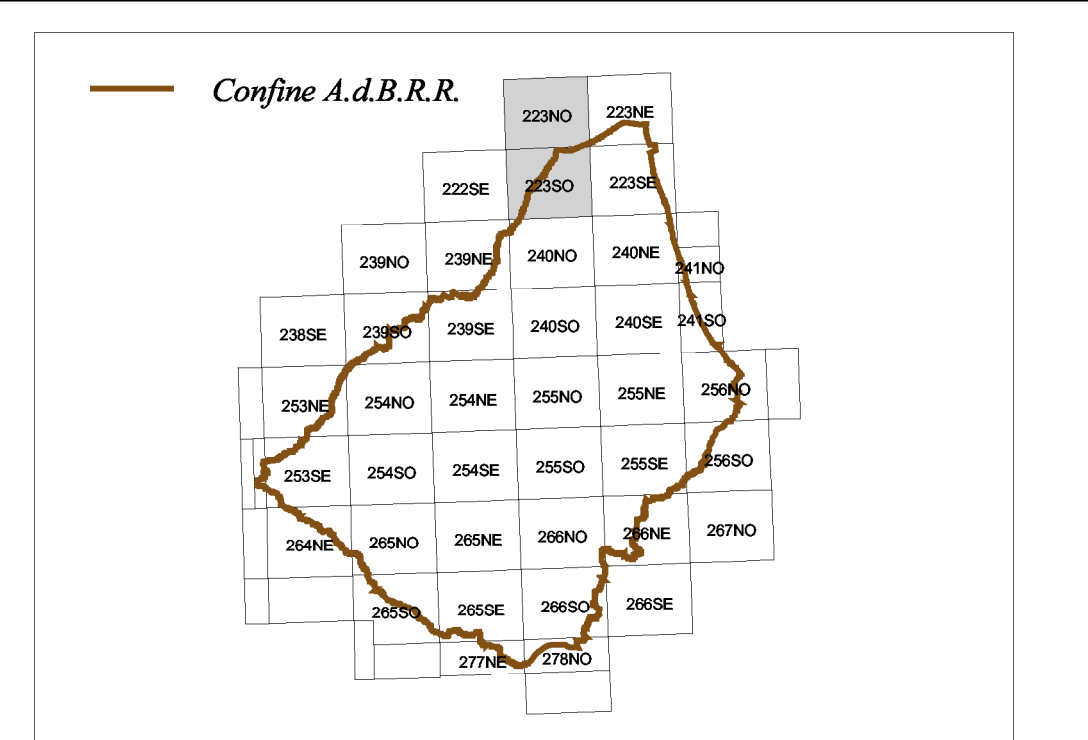 Confine A.d.B.R.R.
223NO 223NE
222SE 223SO 223SE
239NO 239NE 240NO 240NE 241NO
238SE 239SO 239SE 240SO 240SE 241SO
253NE 254NO 254NE 255NO 255NE 256NO
253SE 254SO 254SE 255SO 255SE 256SO
264NE 265NO 265NE 266NO 266NE 267NO
265SO 265SE 266SO 266SE
277NE 278NO